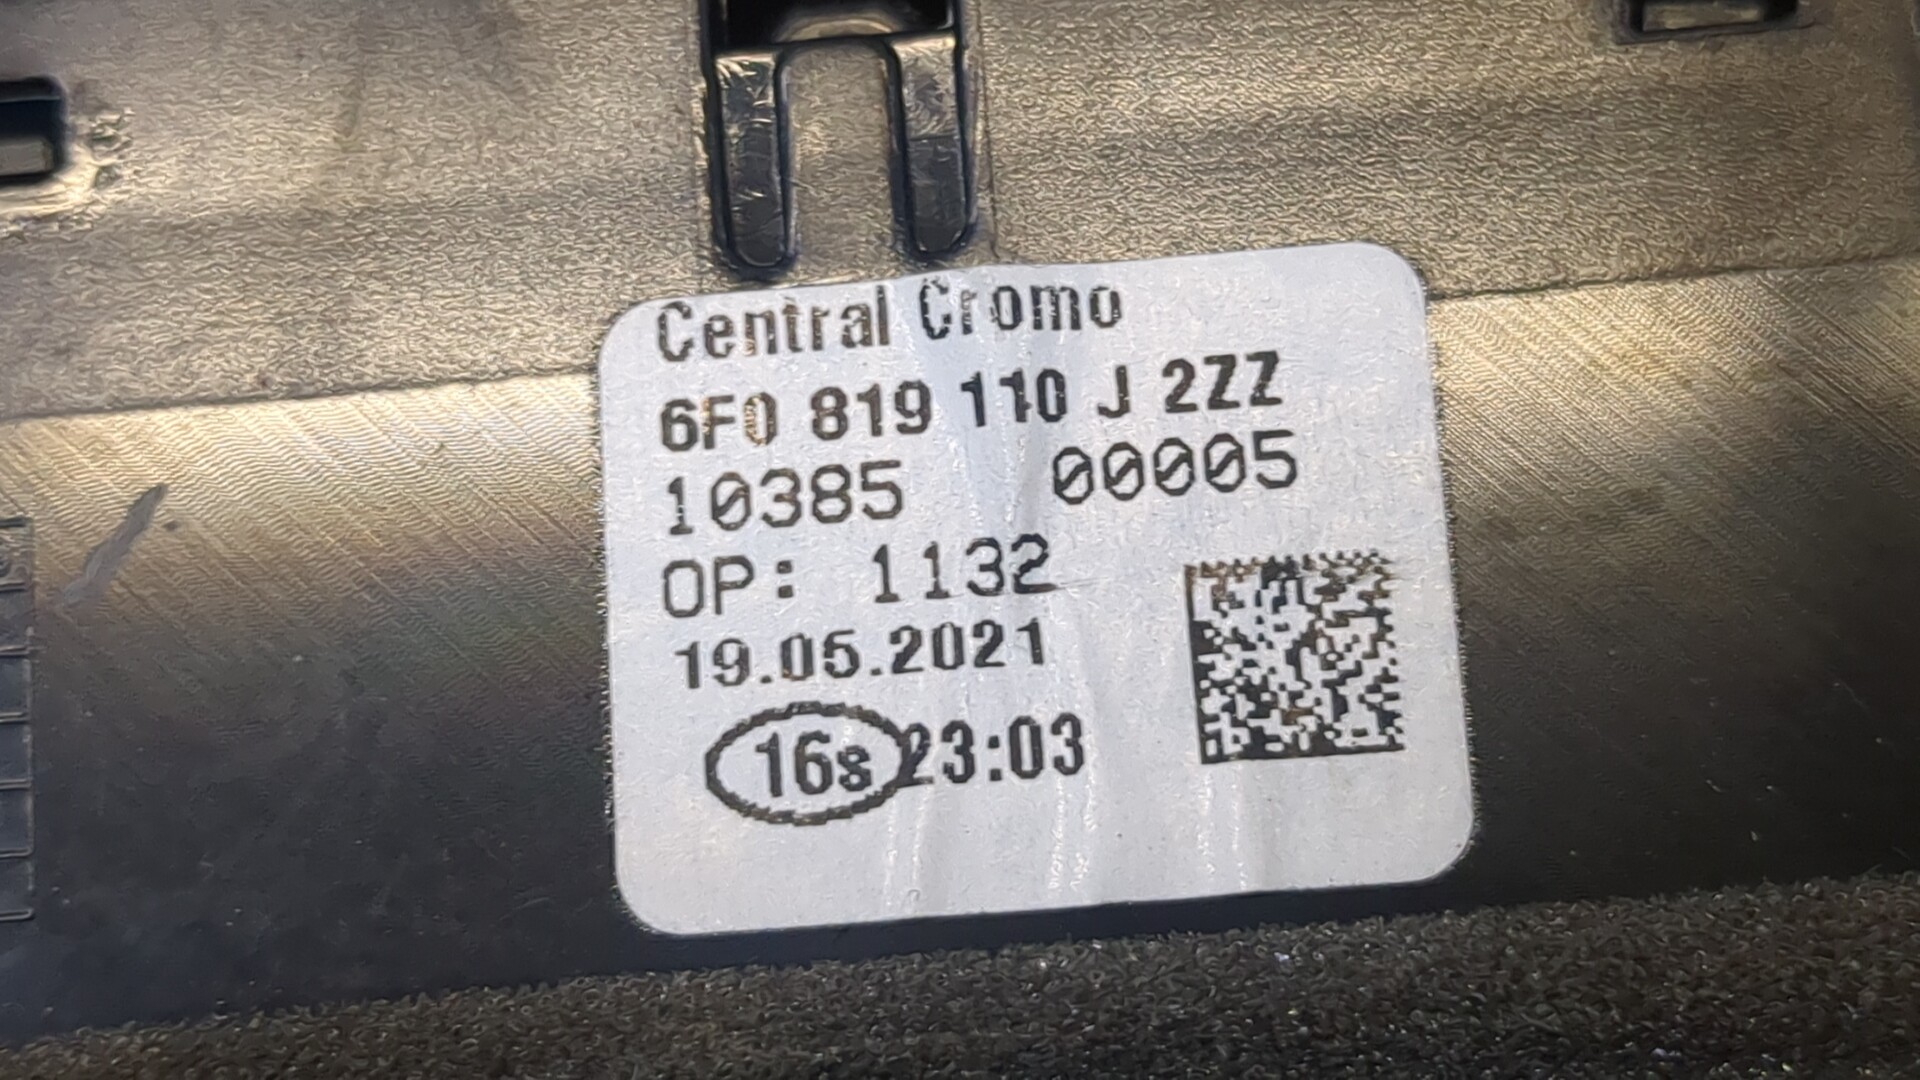 Central Cromo
6F0 819 110 J 2ZZ
10385 00005
OP: 1132
19.05.2021
16s 23:03